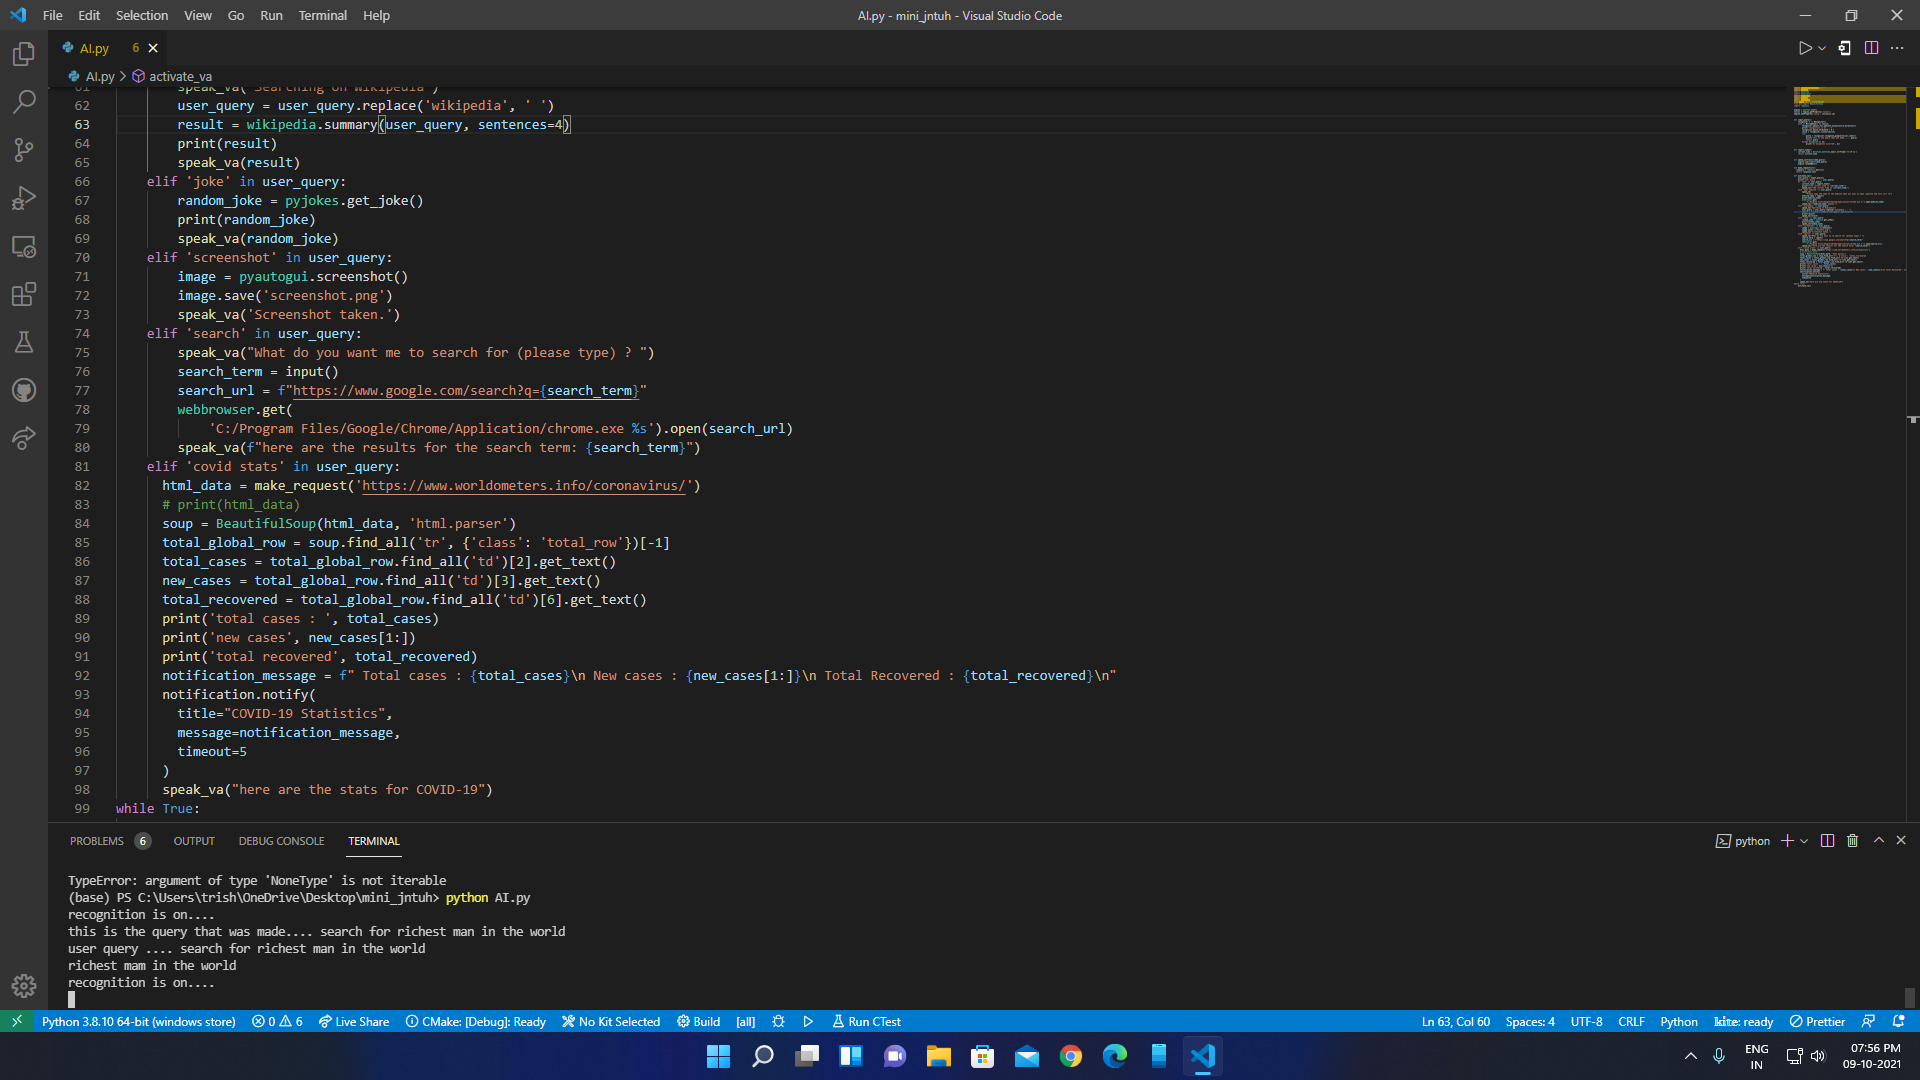 File Edit Selection View Go Run Terminal Help
AI.py - mini_jntuh - Visual Studio Code
AI.py 6
AI.py > activate_va
61 speak_va('Searching on Wikipedia')
62 user_query = user_query.replace('wikipedia', ' ')
63 result = wikipedia.summary(user_query, sentences=4)
64 print(result)
65 speak_va(result)
66 elif 'joke' in user_query:
67 random_joke = pyjokes.get_joke()
68 print(random_joke)
69 speak_va(random_joke)
70 elif 'screenshot' in user_query:
71 image = pyautogui.screenshot()
72 image.save('screenshot.png')
73 speak_va('Screenshot taken.')
74 elif 'search' in user_query:
75 speak_va("What do you want me to search for (please type) ? ")
76 search_term = input()
77 search_url = f"https://www.google.com/search?q={search_term}"
78 webbrowser.get(
79 'C:/Program Files/Google/Chrome/Application/chrome.exe %s').open(search_url)
80 speak_va(f"here are the results for the search term: {search_term}")
81 elif 'covid stats' in user_query:
82 html_data = make_request('https://www.worldometers.info/coronavirus/')
83 # print(html_data)
84 soup = BeautifulSoup(html_data, 'html.parser')
85 total_global_row = soup.find_all('tr', {'class': 'total_row'})[-1]
86 total_cases = total_global_row.find_all('td')[2].get_text()
87 new_cases = total_global_row.find_all('td')[3].get_text()
88 total_recovered = total_global_row.find_all('td')[6].get_text()
89 print('total cases : ', total_cases)
90 print('new cases', new_cases[1:])
91 print('total recovered', total_recovered)
92 notification_message = f" Total cases : {total_cases}\n New cases : {new_cases[1:]}\n Total Recovered : {total_recovered}\n"
93 notification.notify(
94 title="COVID-19 Statistics",
95 message=notification_message,
96 timeout=5
97 )
98 speak_va("here are the stats for COVID-19")
99 while True:
PROBLEMS 6 OUTPUT DEBUG CONSOLE TERMINAL
python
TypeError: argument of type 'NoneType' is not iterable
(base) PS C:\Users\trish\OneDrive\Desktop\mini_jntuh> python AI.py
recognition is on....
this is the query that was made.... search for richest man in the world
user query .... search for richest man in the world
richest mam in the world
recognition is on....
Python 3.8.10 64-bit (windows store) 0 6 Live Share CMake: [Debug]: Ready No Kit Selected Build [all] Run CTest
Ln 63, Col 60 Spaces: 4 UTF-8 CRLF Python kite: ready Prettier
ENG
IN
07:56 PM
09-10-2021